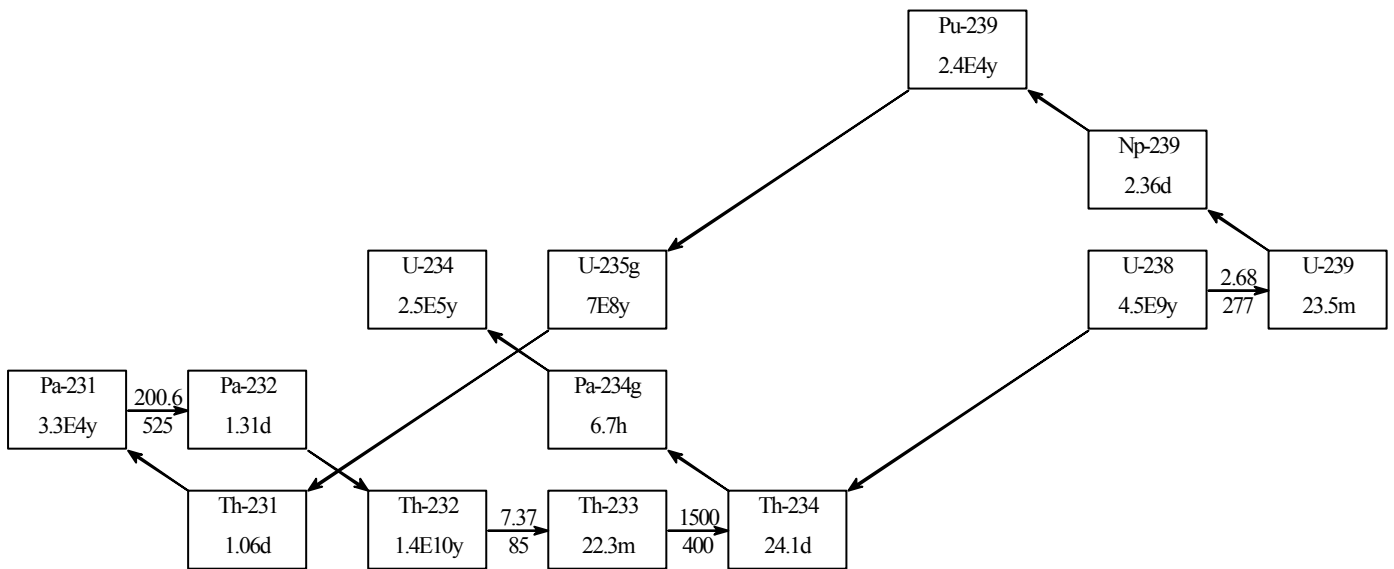 Pu-239
2.4E4y
Np-239
2.36d
U-234
2.5E5y
U-235g
7E8y
U-238
4.5E9y
2.68
277
U-239
23.5m
Pa-231
3.3E4y
200.6
525
Pa-232
1.31d
Pa-234g
6.7h
Th-231
1.06d
Th-232
1.4E10y
7.37
85
Th-233
22.3m
1500
400
Th-234
24.1d